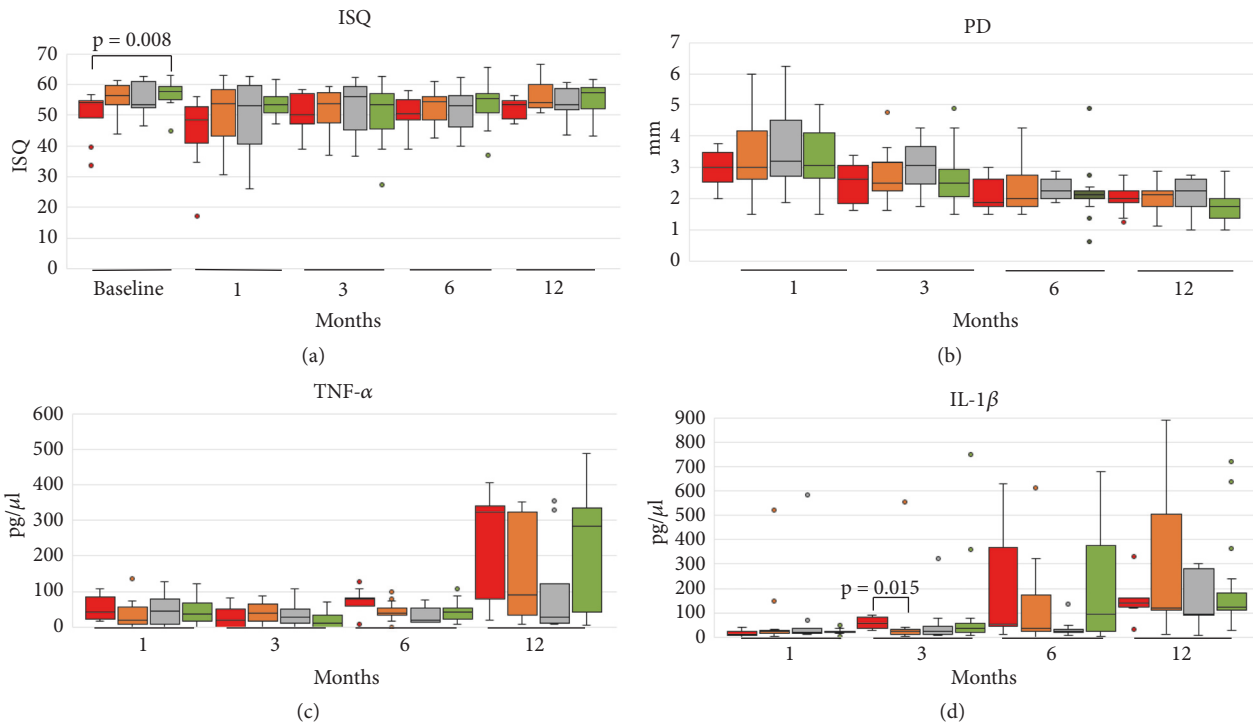 ISQ
p = 0.008
70
60
50
40
30
20
10
0
ISQ
Baseline 1 3 6 12
Months
(a)
PD
7
6
5
4
3
2
1
0
mm
1 3 6 12
Months
(b)
TNF-α
600
500
400
300
200
100
0
pg/μl
1 3 6 12
Months
(c)
IL-1β
900
800
700
600
500
400
300
200
100
0
pg/μl
p = 0.015
1 3 6 12
Months
(d)